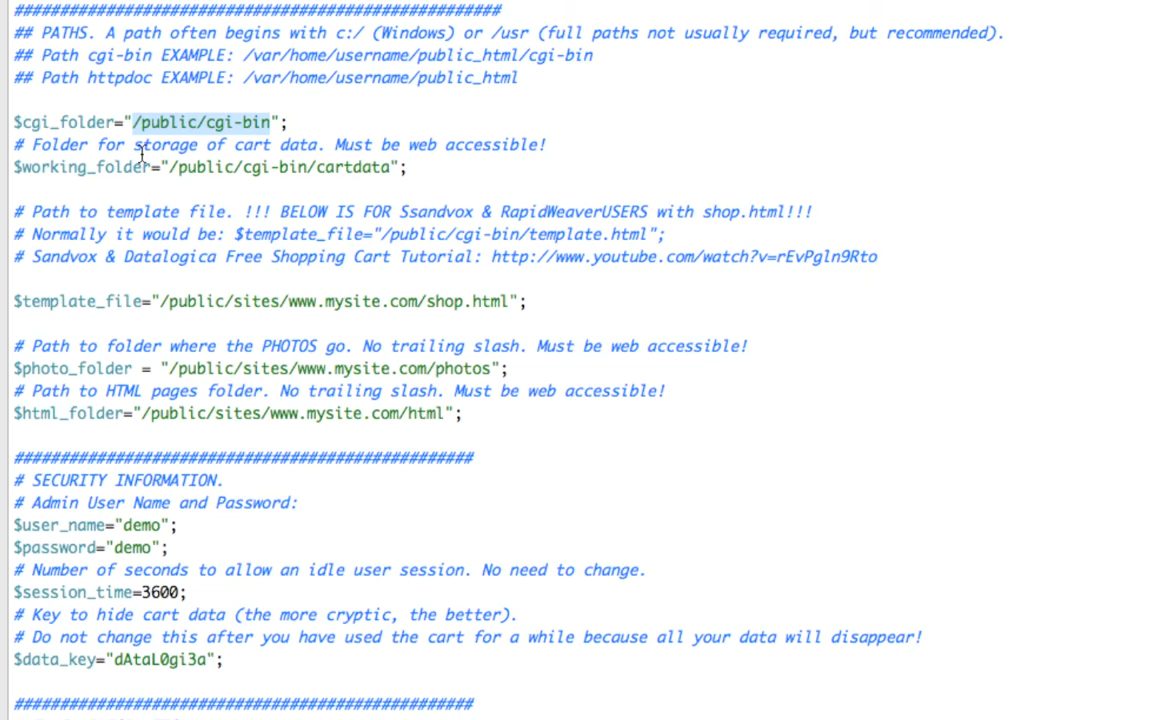 #####################################################
## PATHS. A path often begins with c:/ (Windows) or /usr (full paths not usually required, but recommended).
## Path cgi-bin EXAMPLE: /var/home/username/public_html/cgi-bin
## Path httpdoc EXAMPLE: /var/home/username/public_html
$cgi_folder="/public/cgi-bin";
# Folder for storage of cart data. Must be web accessible!
$working_folder="/public/cgi-bin/cartdata";
# Path to template file. !!! BELOW IS FOR Ssandvox & RapidWeaverUSERS with shop.html!!!
# Normally it would be: $template_file="/public/cgi-bin/template.html";
# Sandvox & Datalogica Free Shopping Cart Tutorial: http://www.youtube.com/watch?v=rEvPgln9Rto
$template_file="/public/sites/www.mysite.com/shop.html";
# Path to folder where the PHOTOS go. No trailing slash. Must be web accessible!
$photo_folder = "/public/sites/www.mysite.com/photos";
# Path to HTML pages folder. No trailing slash. Must be web accessible!
$html_folder="/public/sites/www.mysite.com/html";
##################################################
# SECURITY INFORMATION.
# Admin User Name and Password:
$user_name="demo";
$password="demo";
# Number of seconds to allow an idle user session. No need to change.
$session_time=3600;
# Key to hide cart data (the more cryptic, the better).
# Do not change this after you have used the cart for a while because all your data will disappear!
$data_key="dAtaL0gi3a";
##################################################